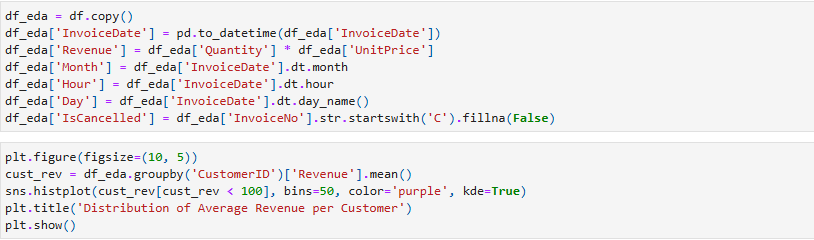 df_eda = df.copy()
df_eda['InvoiceDate'] = pd.to_datetime(df_eda['InvoiceDate'])
df_eda['Revenue'] = df_eda['Quantity'] * df_eda['UnitPrice']
df_eda['Month'] = df_eda['InvoiceDate'].dt.month
df_eda['Hour'] = df_eda['InvoiceDate'].dt.hour
df_eda['Day'] = df_eda['InvoiceDate'].dt.day_name()
df_eda['IsCancelled'] = df_eda['InvoiceNo'].str.startswith('C').fillna(False)
plt.figure(figsize=(10, 5))
cust_rev = df_eda.groupby('CustomerID')['Revenue'].mean()
sns.histplot(cust_rev[cust_rev < 100], bins=50, color='purple', kde=True)
plt.title('Distribution of Average Revenue per Customer')
plt.show()